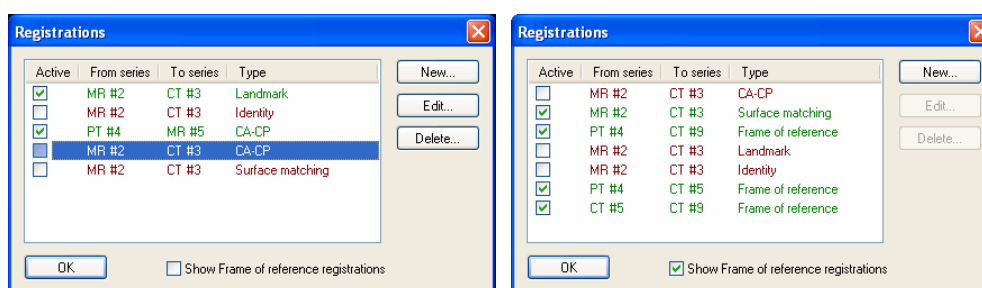 Registrations
Active From series To series Type
MR #2 CT #3 Landmark
MR #2 CT #3 Identity
PT #4 MR #5 CA-CP
MR #2 CT #3 CA-CP
MR #2 CT #3 Surface matching
New...
Edit...
Delete...
OK Show Frame of reference registrations
Registrations
Active From series To series Type
MR #2 CT #3 CA-CP
MR #2 CT #3 Surface matching
PT #4 CT #9 Frame of reference
MR #2 CT #3 Landmark
MR #2 CT #3 Identity
PT #4 CT #5 Frame of reference
CT #5 CT #9 Frame of reference
New...
Edit...
Delete...
OK Show Frame of reference registrations